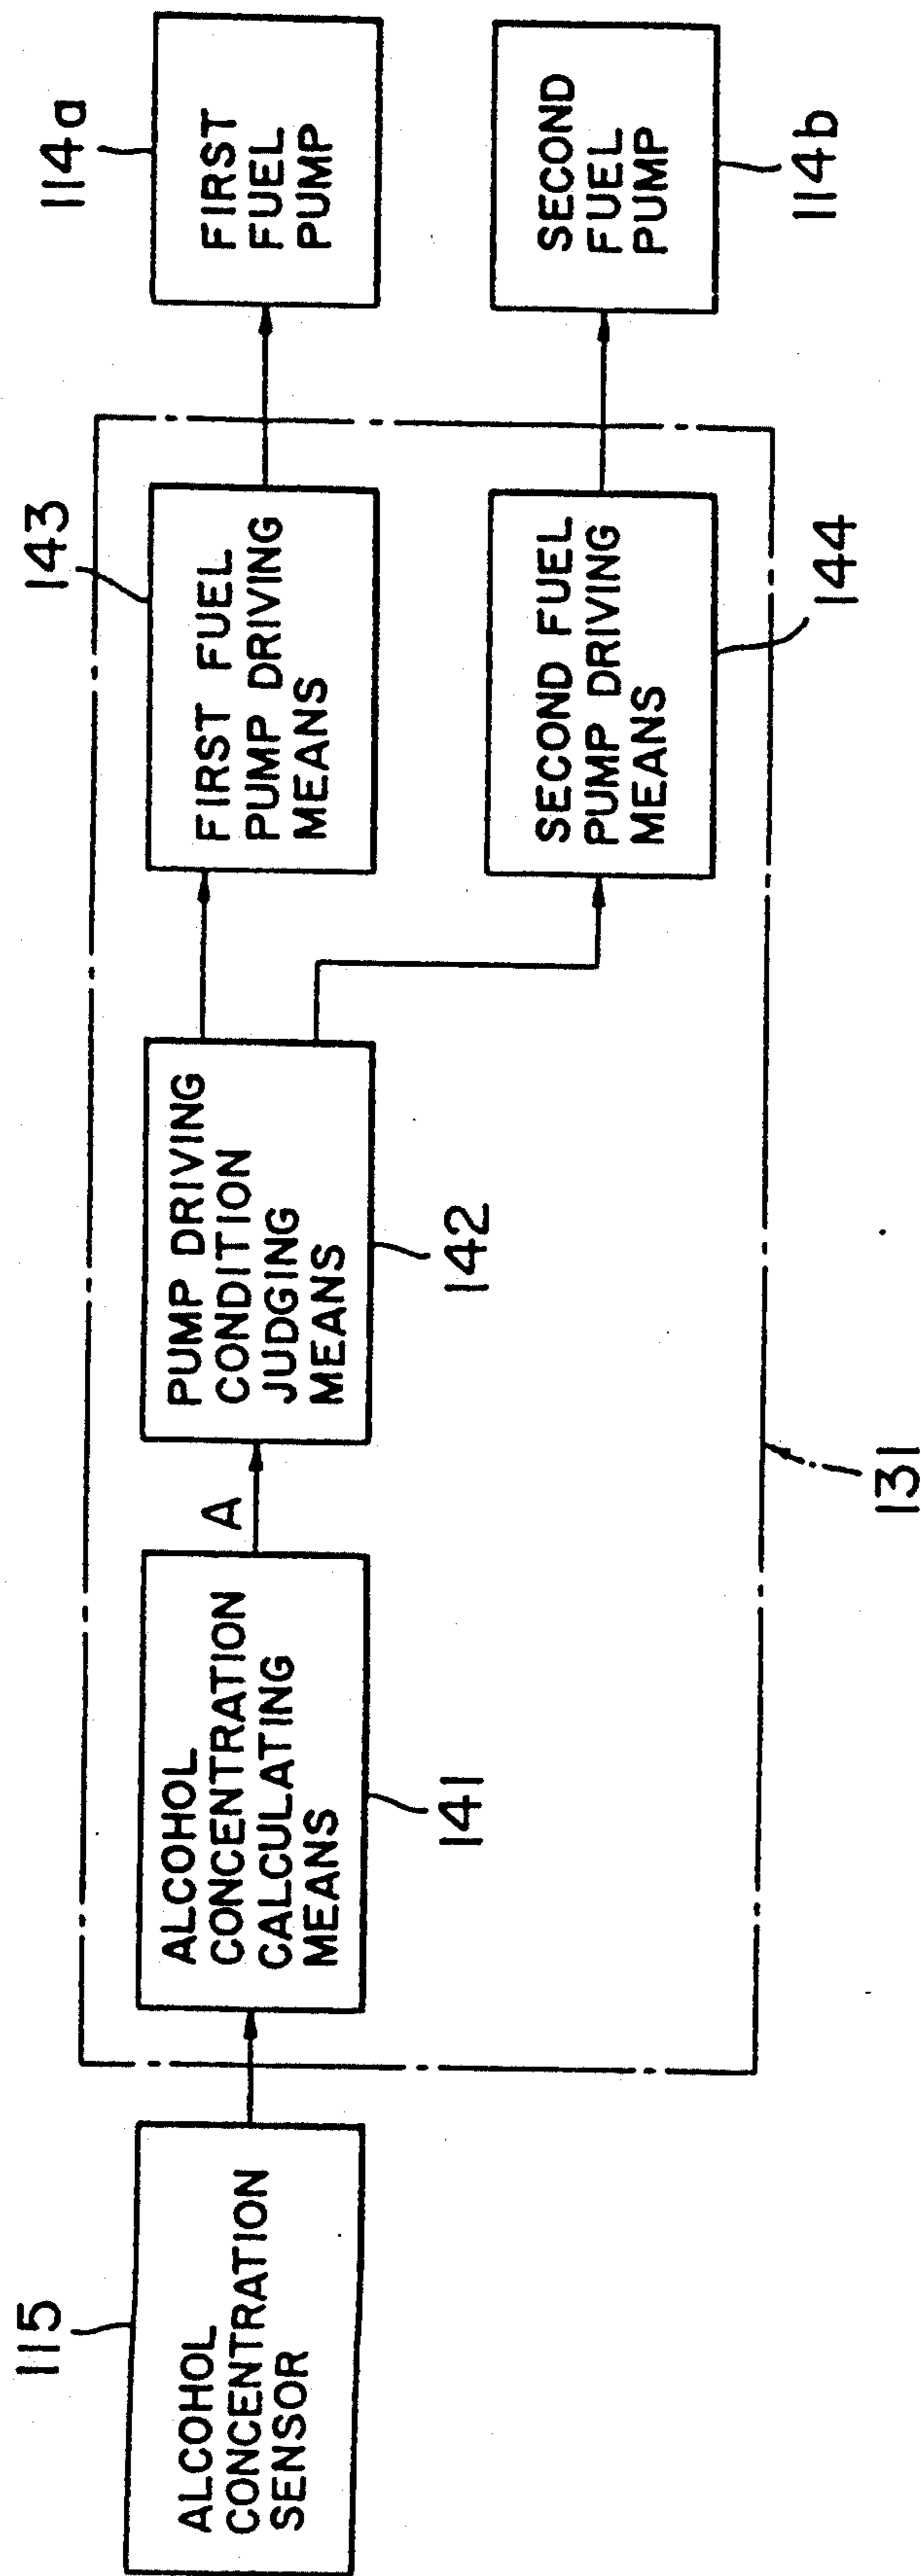 115
ALCOHOL
CONCENTRATION
SENSOR
ALCOHOL
CONCENTRATION
CALCULATING
MEANS
141
A
PUMP DRIVING
CONDITION
JUDGING
MEANS
142
131
143
FIRST FUEL
PUMP DRIVING
MEANS
SECOND FUEL
PUMP DRIVING
MEANS
144
114a
FIRST
FUEL
PUMP
SECOND
FUEL
PUMP
114b